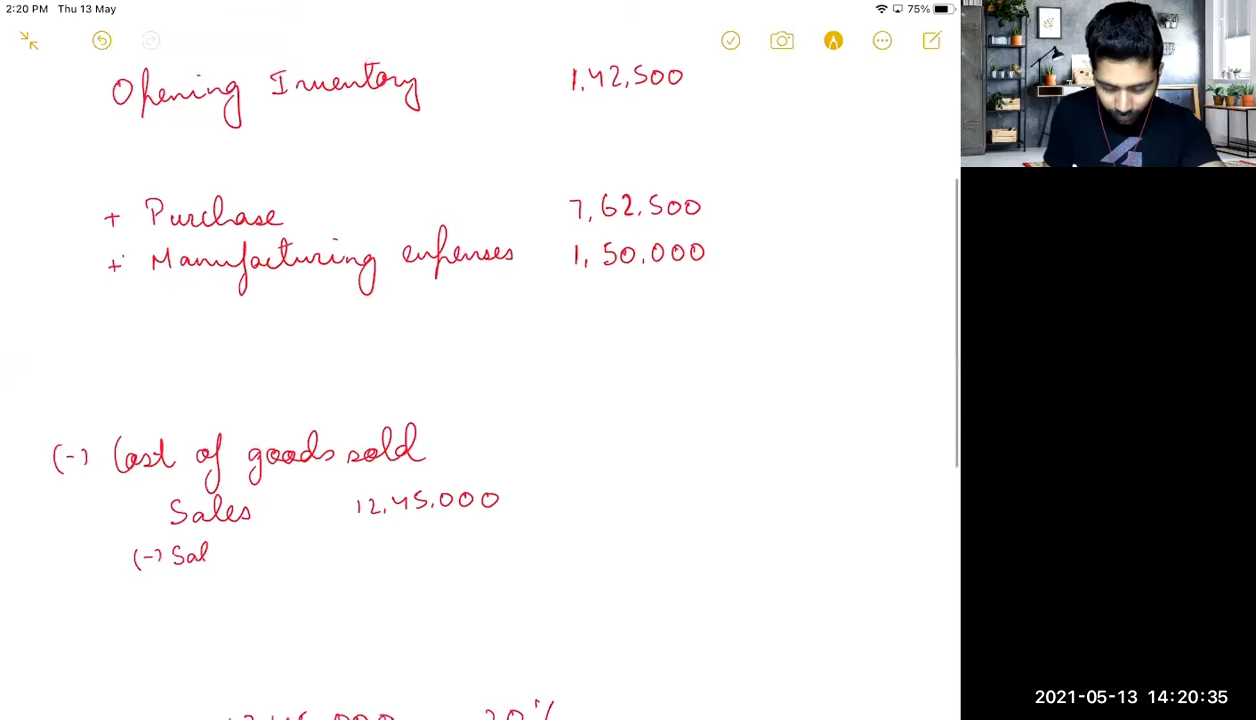 2:20 PM Thu 13 May 75%
Opening Inventory 1,42,500
+ Purchase 7,62,500
+ Manufacturing expenses 1,50,000
(-) Cost of goods sold
Sales 12,45,000
(-) Sal
20%
2021-05-13 14:20:35